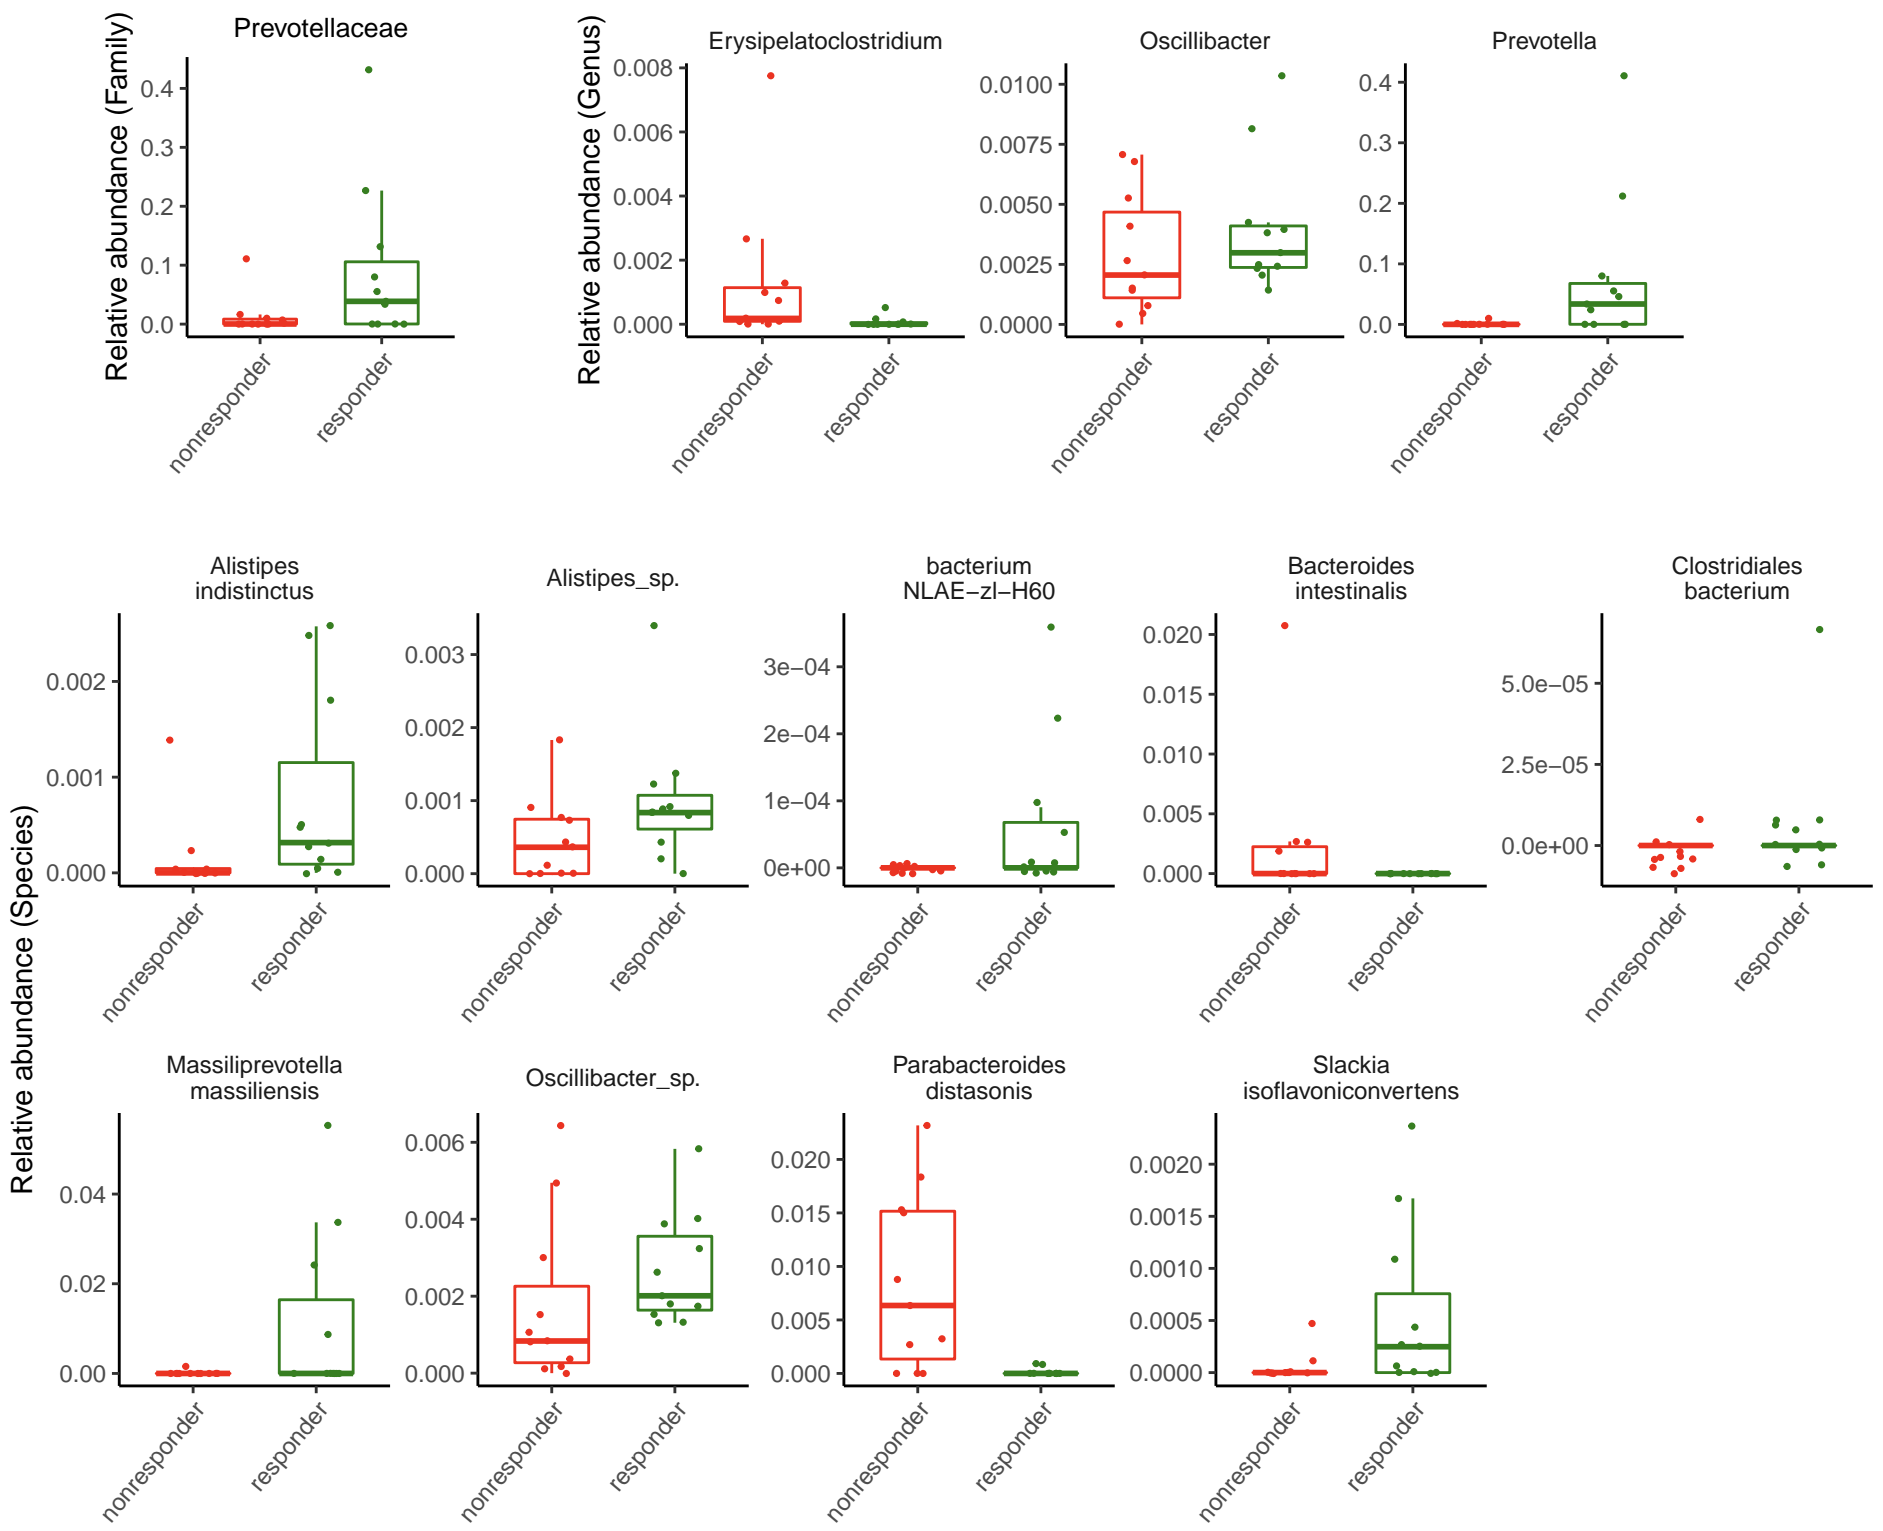 Prevotellaceae
Relative abundance (Family)
0.4
0.3
0.2
0.1
0.0
nonresponder
responder
Relative abundance (Genus)
Erysipelatoclostridium
0.008
0.006
0.004
0.002
0.000
nonresponder
responder
Oscillibacter
0.0100
0.0075
0.0050
0.0025
0.0000
nonresponder
responder
Prevotella
0.4
0.3
0.2
0.1
0.0
nonresponder
responder
Relative abundance (Species)
Alistipes
indistinctus
0.002
0.001
0.000
nonresponder
responder
Alistipes_sp.
0.003
0.002
0.001
0.000
nonresponder
responder
bacterium
NLAE−zl−H60
3e−04
2e−04
1e−04
0e+00
nonresponder
responder
Bacteroides
intestinalis
0.020
0.015
0.010
0.005
0.000
nonresponder
responder
Clostridiales
bacterium
5.0e−05
2.5e−05
0.0e+00
nonresponder
responder
Massiliprevotella
massiliensis
0.04
0.02
0.00
nonresponder
responder
Oscillibacter_sp.
0.006
0.004
0.002
0.000
nonresponder
responder
Parabacteroides
distasonis
0.020
0.015
0.010
0.005
0.000
nonresponder
responder
Slackia
isoflavoniconvertens
0.0020
0.0015
0.0010
0.0005
0.0000
nonresponder
responder